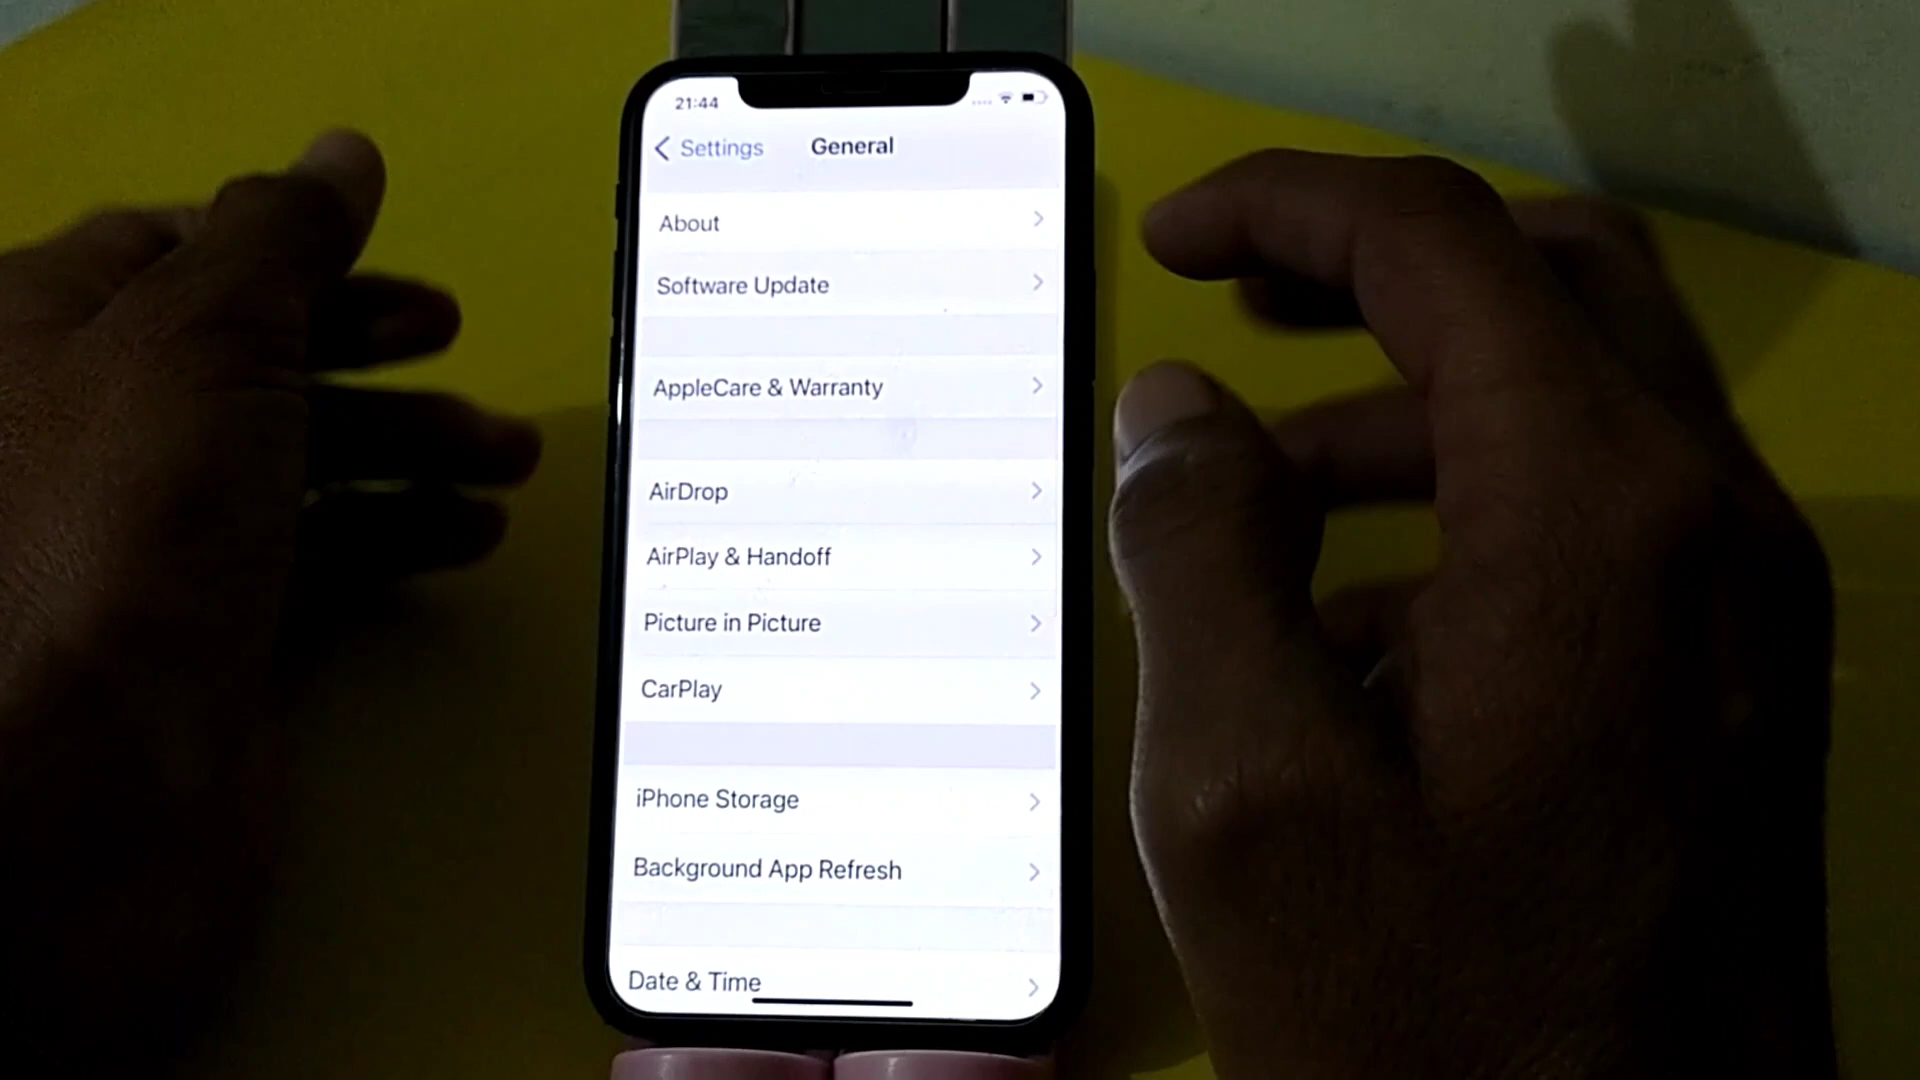 21:44
Settings
General
About
Software Update
AppleCare & Warranty
AirDrop
AirPlay & Handoff
Picture in Picture
CarPlay
iPhone Storage
Background App Refresh
Date & Time